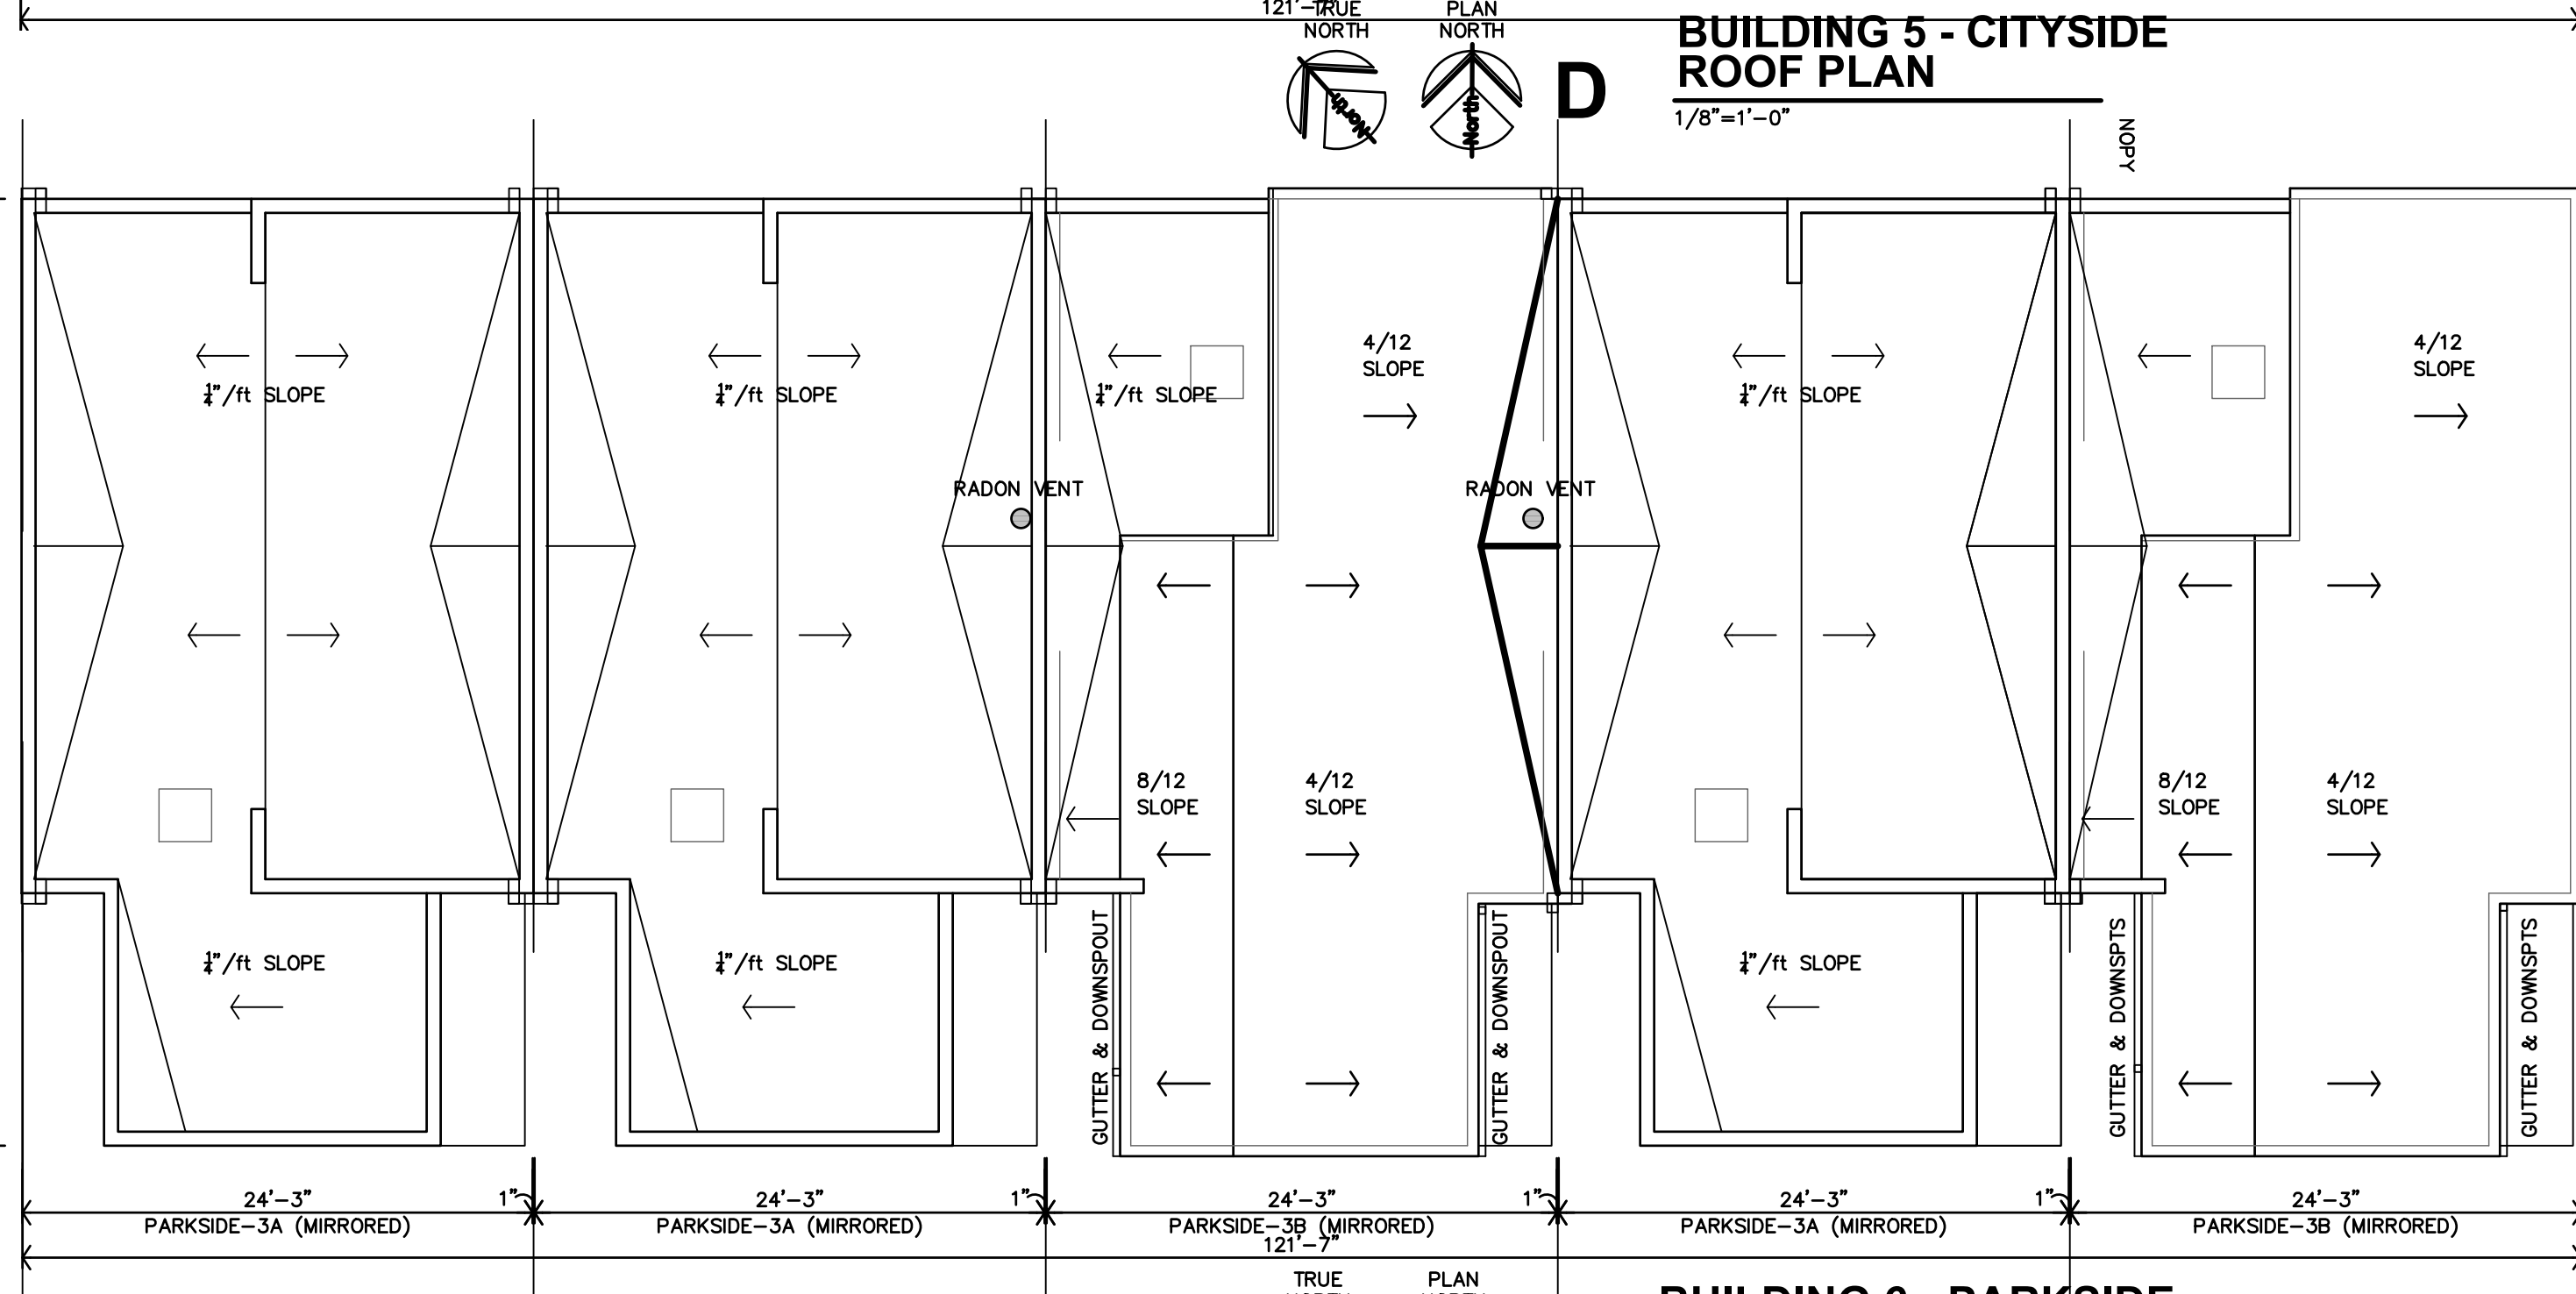 121'-7"
TRUE
NORTH
PLAN
NORTH
North
North
D
BUILDING 5 - CITYSIDE
ROOF PLAN
1/8"=1'-0"
NOPY
4/12
SLOPE
4/12
SLOPE
1/4"/ft SLOPE
1/4"/ft SLOPE
1/4"/ft SLOPE
1/4"/ft SLOPE
RADON VENT
RADON VENT
8/12
SLOPE
4/12
SLOPE
8/12
SLOPE
4/12
SLOPE
1/4"/ft SLOPE
1/4"/ft SLOPE
1/4"/ft SLOPE
GUTTER & DOWNSPOUT
GUTTER & DOWNSPOUT
GUTTER & DOWNSPTS
GUTTER & DOWNSPTS
24'-3" 1" 24'-3" 1" 24'-3" 1" 24'-3" 1" 24'-3"
PARKSIDE-3A (MIRRORED) PARKSIDE-3A (MIRRORED) PARKSIDE-3B (MIRRORED) PARKSIDE-3A (MIRRORED) PARKSIDE-3B (MIRRORED)
121'-7"
TRUE
NORTH
PLAN
NORTH